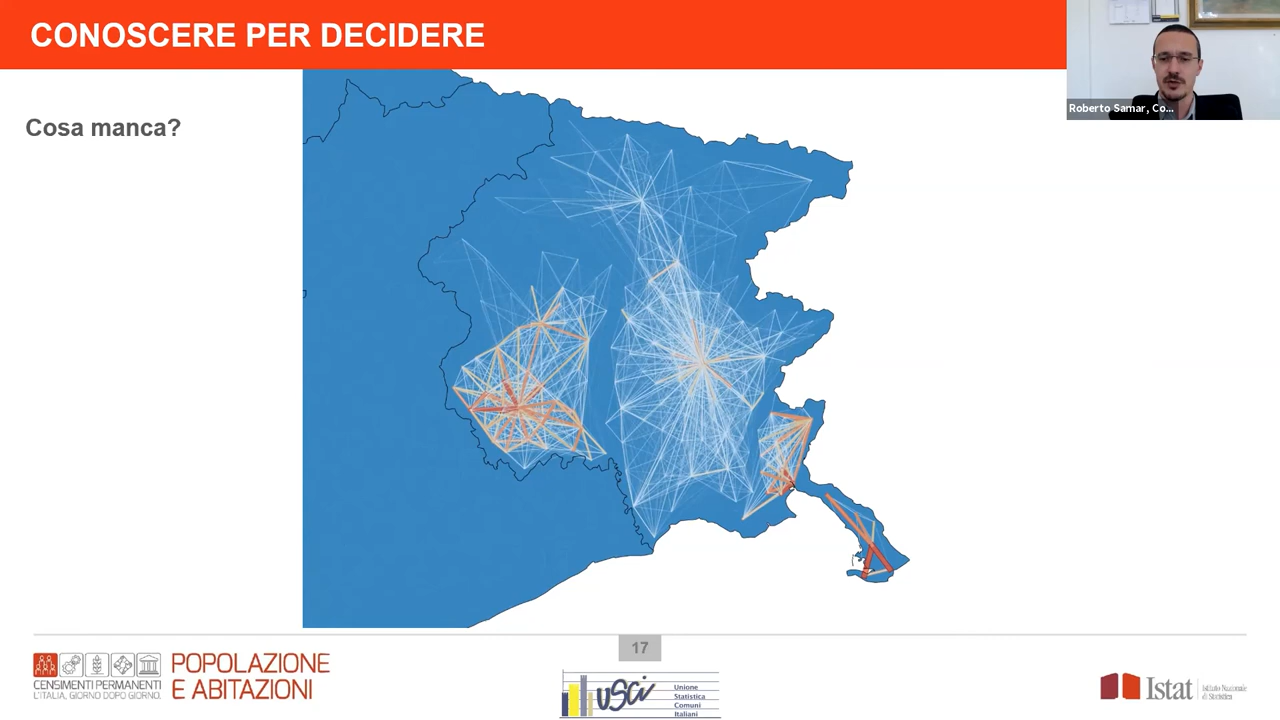 CONOSCERE PER DECIDERE
Roberto Samar, Co...
Cosa manca?
17
CENSIMENTI PERMANENTI
L'ITALIA, GIORNO DOPO GIORNO.
POPOLAZIONE
E ABITAZIONI
usci
Unione
Statistica
Comuni
Italiani
Istat
Istituto Nazionale
di Statistica